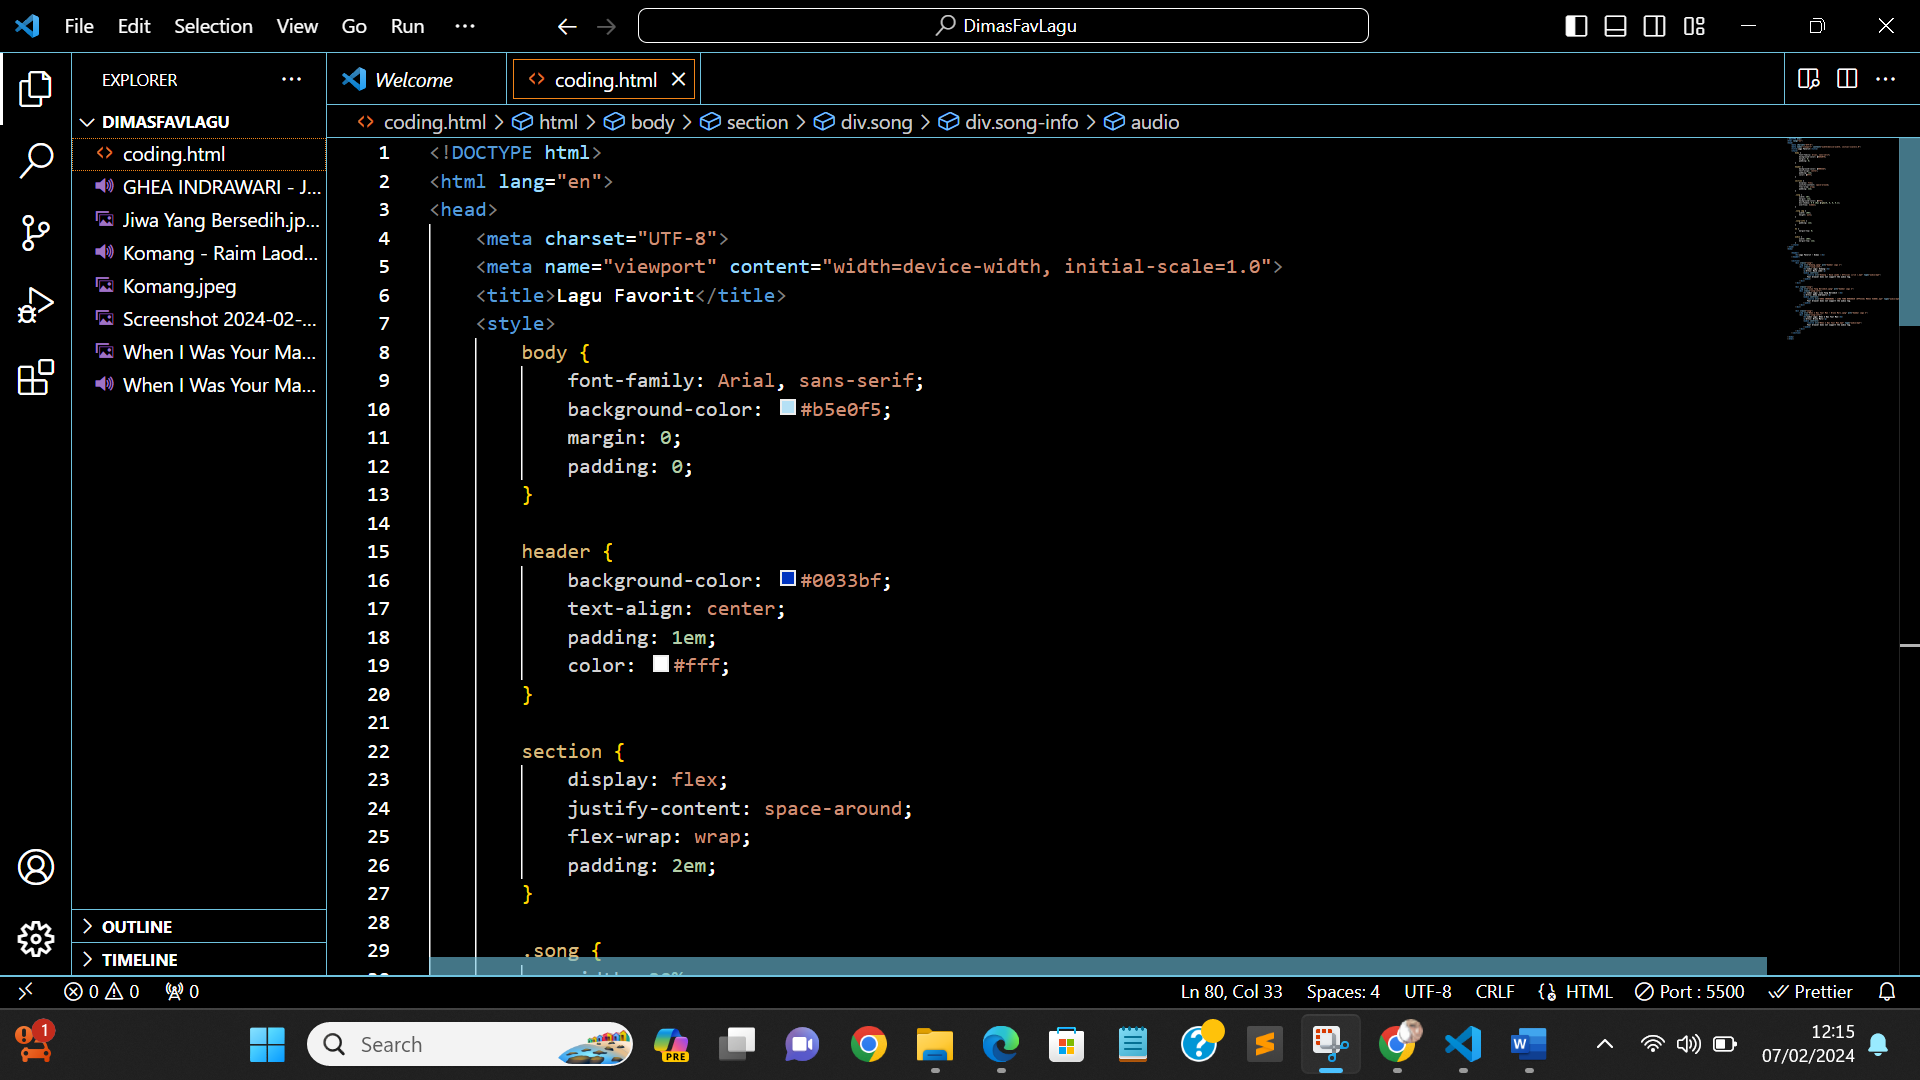 File Edit Selection View Go Run ···
DimasFavLagu
EXPLORER
DIMASFAVLAGU
coding.html
GHEA INDRAWARI - J...
Jiwa Yang Bersedih.jp...
Komang - Raim Laod...
Komang.jpeg
Screenshot 2024-02-...
When I Was Your Ma...
When I Was Your Ma...
OUTLINE
TIMELINE
Welcome
coding.html
coding.html > html > body > section > div.song > div.song-info > audio
1 <!DOCTYPE html>
2 <html lang="en">
3 <head>
4 <meta charset="UTF-8">
5 <meta name="viewport" content="width=device-width, initial-scale=1.0">
6 <title>Lagu Favorit</title>
7 <style>
8 body {
9 font-family: Arial, sans-serif;
10 background-color: #b5e0f5;
11 margin: 0;
12 padding: 0;
13 }
14
15 header {
16 background-color: #0033bf;
17 text-align: center;
18 padding: 1em;
19 color: #fff;
20 }
21
22 section {
23 display: flex;
24 justify-content: space-around;
25 flex-wrap: wrap;
26 padding: 2em;
27 }
28
29 .song {
0 0 0
Ln 80, Col 33 Spaces: 4 UTF-8 CRLF HTML Port : 5500 Prettier
1
Search
PRE
12:15
07/02/2024